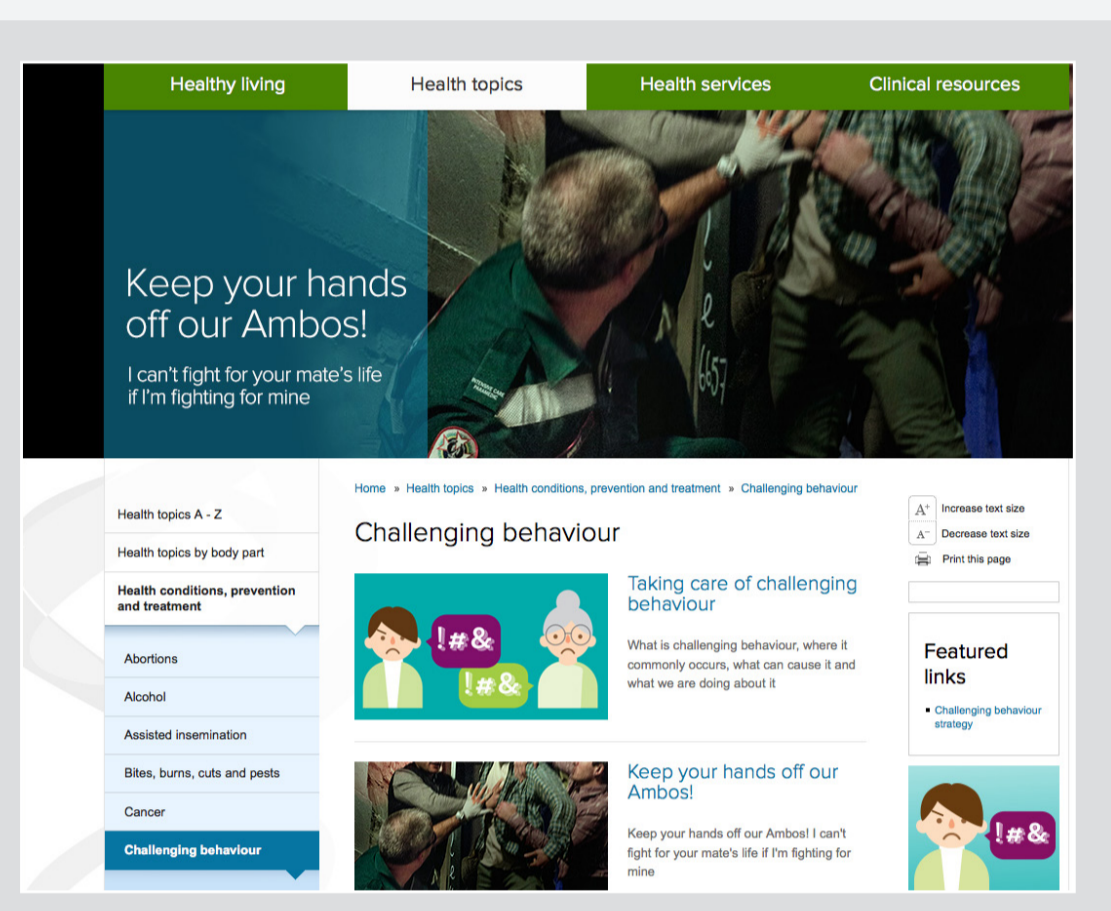 Healthy living
Health topics
Health services
Clinical resources
Keep your hands
off our Ambos!
I can't fight for your mate's life
if I'm fighting for mine
INTENSIVE CARE
PARAMEDIC
l
e
6657
Health topics A - Z
Health topics by body part
Health conditions, prevention
and treatment
Abortions
Alcohol
Assisted insemination
Bites, burns, cuts and pests
Cancer
Challenging behaviour
Home » Health topics » Health conditions, prevention and treatment » Challenging behaviour
Challenging behaviour
!#&
!#&
Taking care of challenging
behaviour
What is challenging behaviour, where it
commonly occurs, what can cause it and
what we are doing about it
Keep your hands off our
Ambos!
Keep your hands off our Ambos! I can't
fight for your mate's life if I'm fighting for
mine
A+ Increase text size
A- Decrease text size
Print this page
Featured
links
Challenging behaviour
strategy
!#&